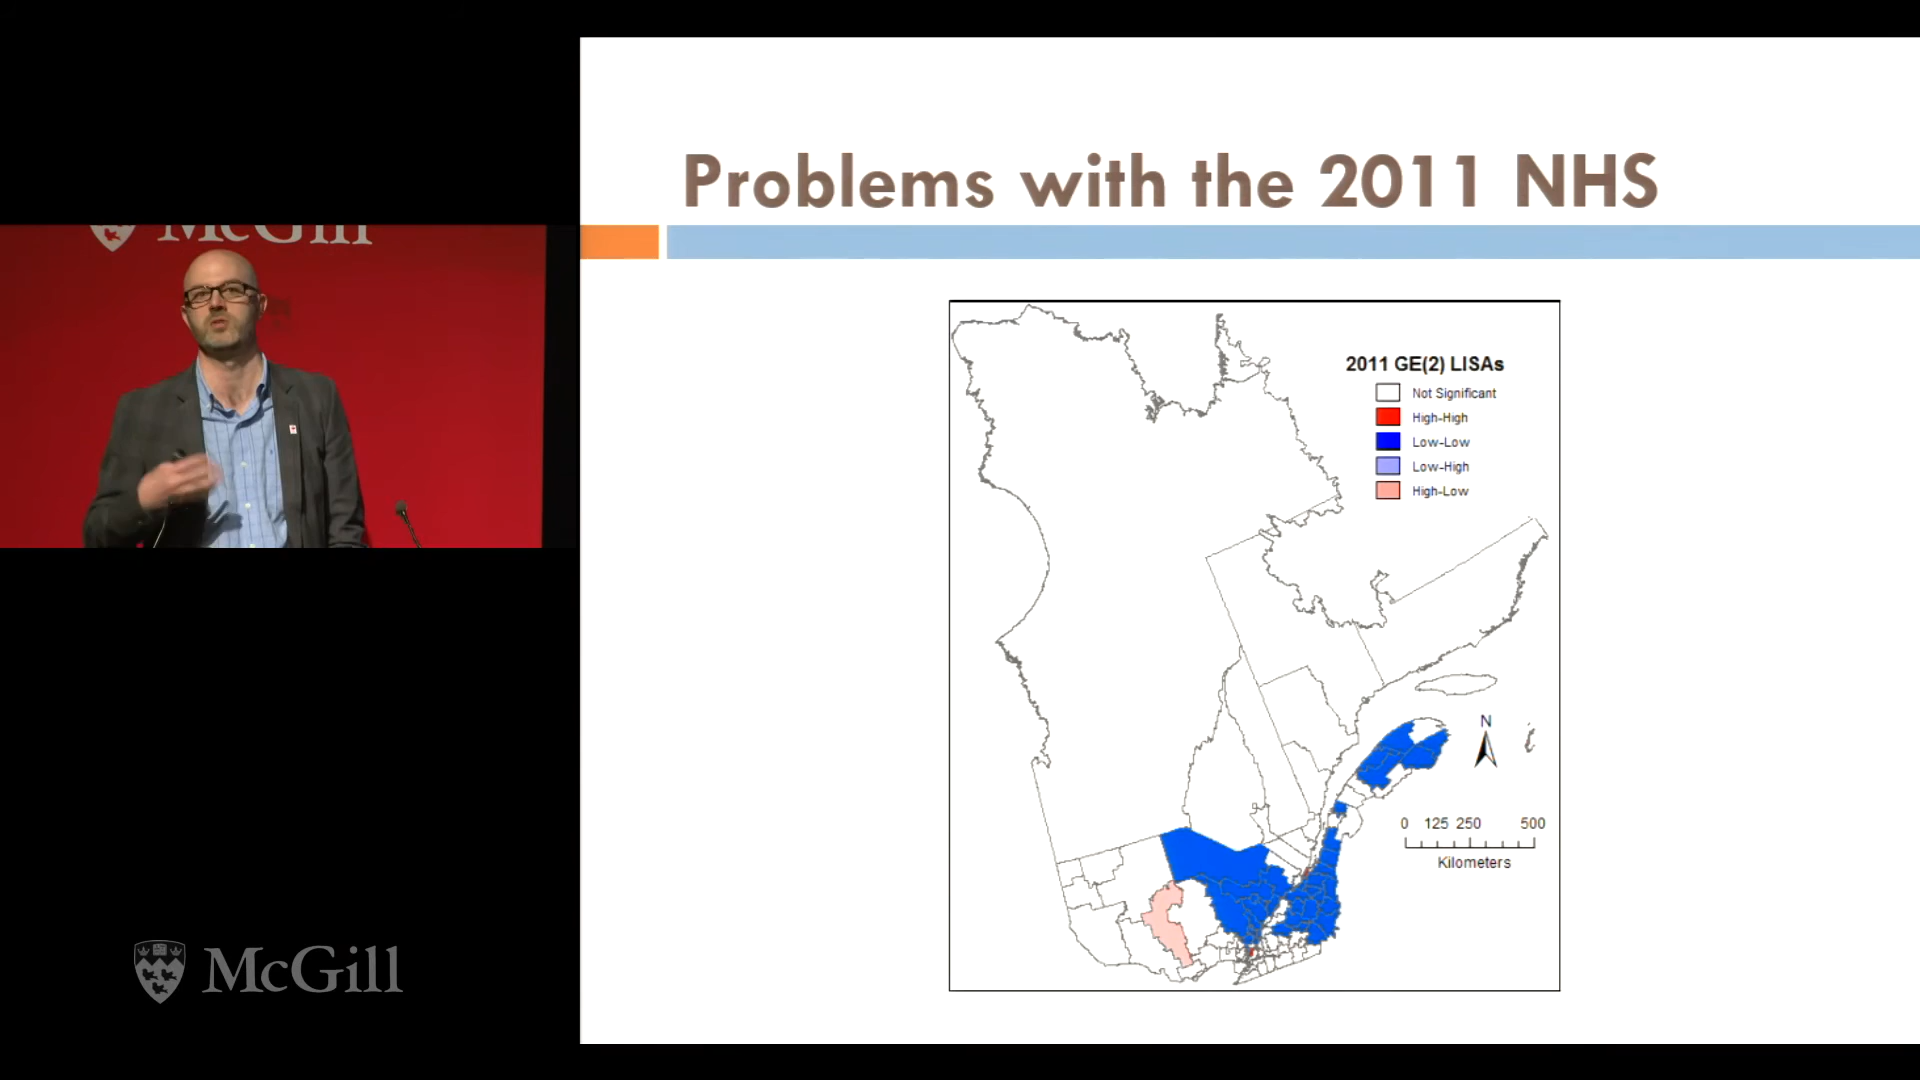 McGill
Problems with the 2011 NHS
2011 GE(2) LISAs
Not Significant
High-High
Low-Low
Low-High
High-Low
N
0 125 250 500
Kilometers
McGill